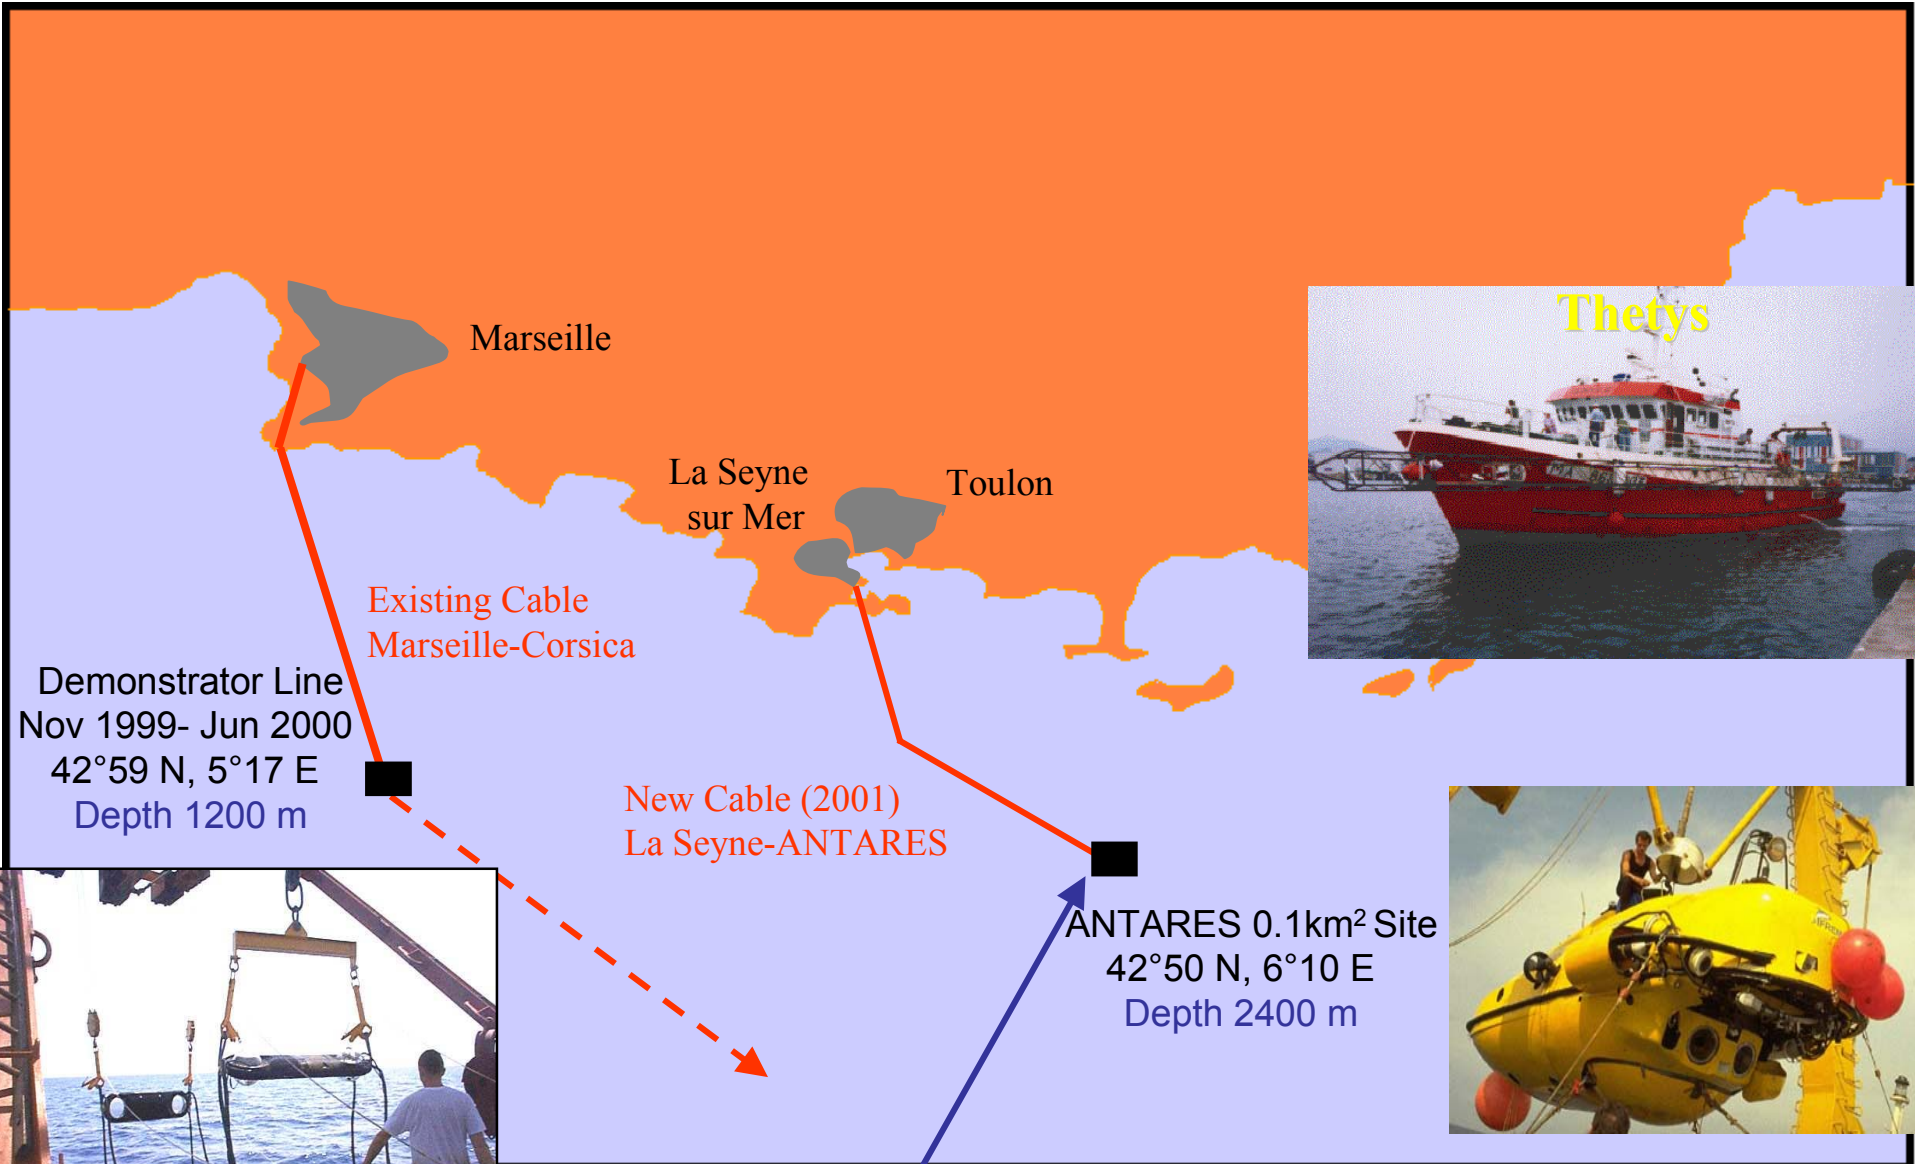 Thetys
Marseille
La Seyne
sur Mer
Toulon
Existing Cable
Marseille-Corsica
Demonstrator Line
Nov 1999- Jun 2000
42°59 N, 5°17 E
Depth 1200 m
New Cable (2001)
La Seyne-ANTARES
ANTARES 0.1km² Site
42°50 N, 6°10 E
Depth 2400 m